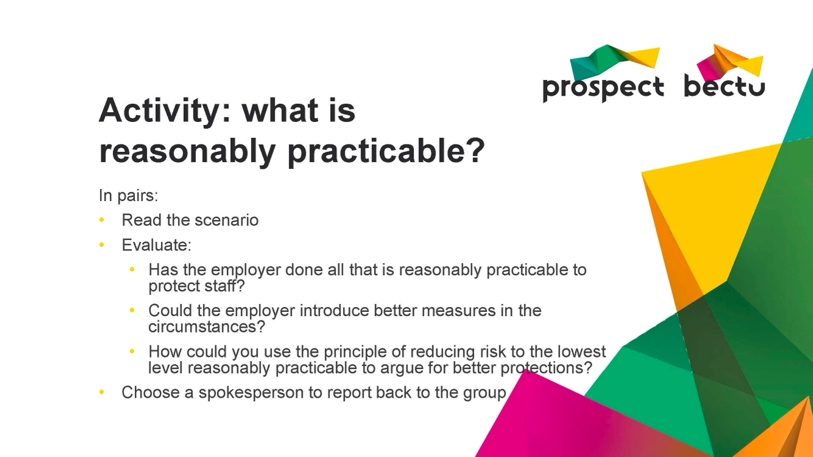 prospect bectu
Activity: what is
reasonably practicable?
In pairs:
• Read the scenario
• Evaluate:
• Has the employer done all that is reasonably practicable to
protect staff?
• Could the employer introduce better measures in the
circumstances?
• How could you use the principle of reducing risk to the lowest
level reasonably practicable to argue for better protections?
• Choose a spokesperson to report back to the group